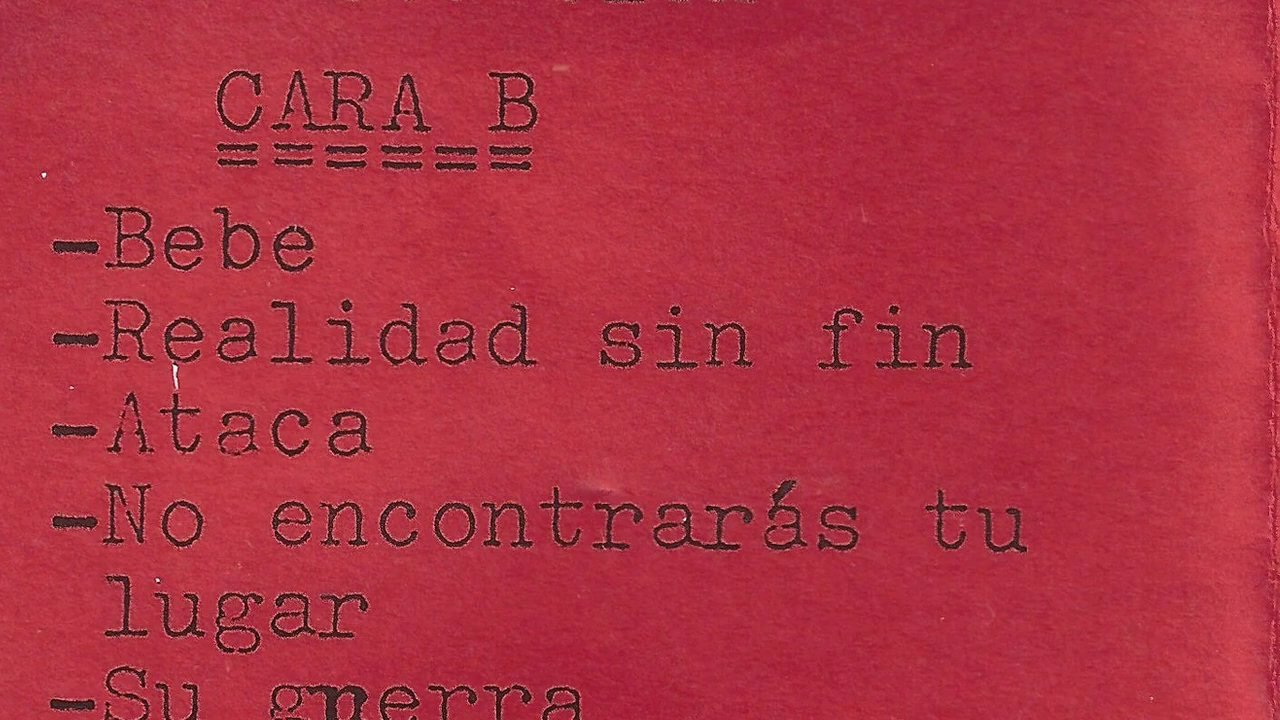 CARA B
======
-Bebe
-Realidad sin fin
-Ataca
-No encontrarás tu
lugar
-Su guerra